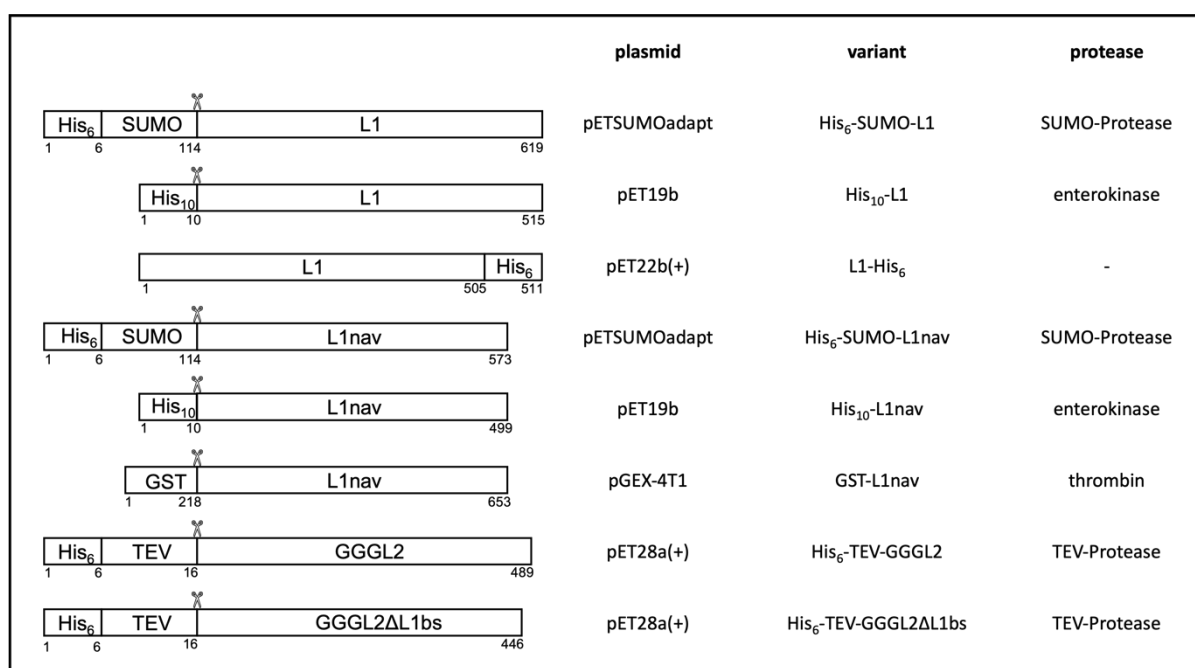 plasmid variant protease
His6 SUMO L1 pETSUMOadapt His6-SUMO-L1 SUMO-Protease
1 6 114 619
His10 L1 pET19b His10-L1 enterokinase
1 10 515
L1 His6 pET22b(+) L1-His6 -
1 505 511
His6 SUMO L1nav pETSUMOadapt His6-SUMO-L1nav SUMO-Protease
1 6 114 573
His10 L1nav pET19b His10-L1nav enterokinase
1 10 499
GST L1nav pGEX-4T1 GST-L1nav thrombin
1 218 653
His6 TEV GGGL2 pET28a(+) His6-TEV-GGGL2 TEV-Protease
1 6 16 489
His6 TEV GGGL2ΔL1bs pET28a(+) His6-TEV-GGGL2ΔL1bs TEV-Protease
1 6 16 446